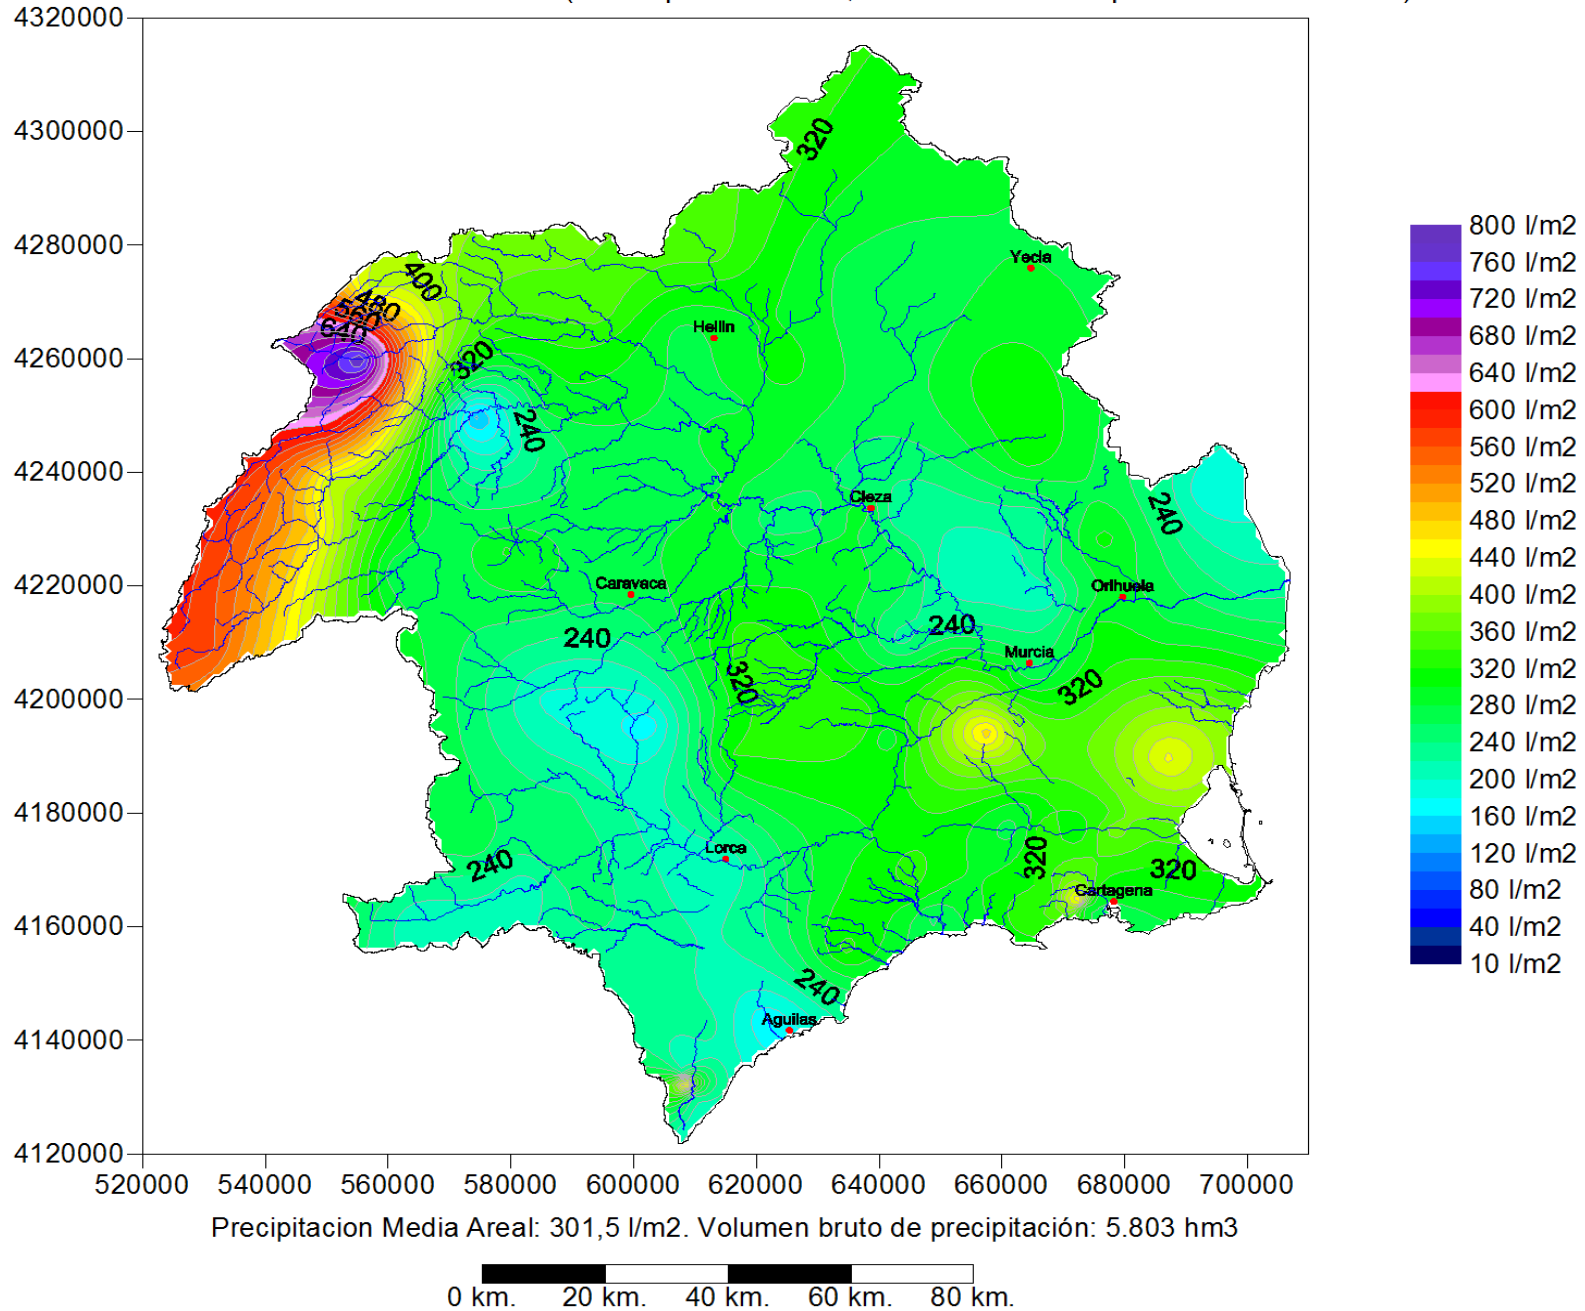 4320000
4300000
4280000
4260000
4240000
4220000
4200000
4180000
4160000
4140000
4120000
520000 540000 560000 580000 600000 620000 640000 660000 680000 700000
320
Yecla
400
480
560
640
Hellin
320
240
Cieza
240
Caravaca
Orihuela
240
240
Murcia
320
320
Lorca
240
320
320
Cartagena
240
Aguilas
800 l/m2
760 l/m2
720 l/m2
680 l/m2
640 l/m2
600 l/m2
560 l/m2
520 l/m2
480 l/m2
440 l/m2
400 l/m2
360 l/m2
320 l/m2
280 l/m2
240 l/m2
200 l/m2
160 l/m2
120 l/m2
80 l/m2
40 l/m2
10 l/m2
Precipitacion Media Areal: 301,5 l/m2. Volumen bruto de precipitación: 5.803 hm3
0 km. 20 km. 40 km. 60 km. 80 km.